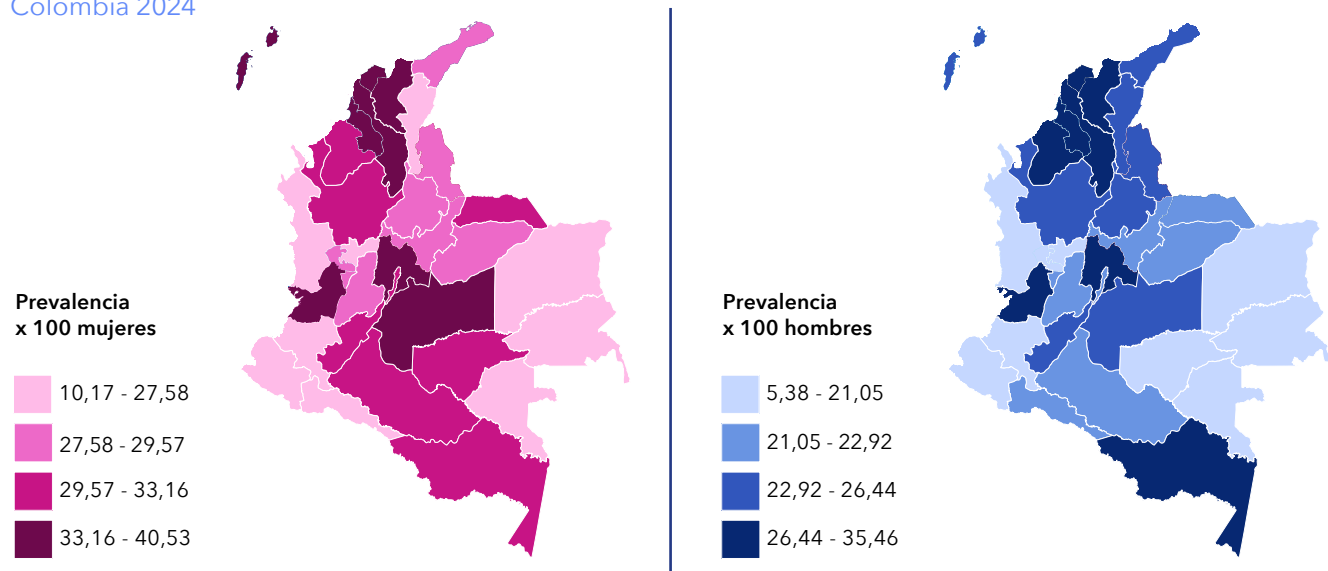 Colombia 2024
Prevalencia
x 100 mujeres
10,17 - 27,58
27,58 - 29,57
29,57 - 33,16
33,16 - 40,53
Prevalencia
x 100 hombres
5,38 - 21,05
21,05 - 22,92
22,92 - 26,44
26,44 - 35,46